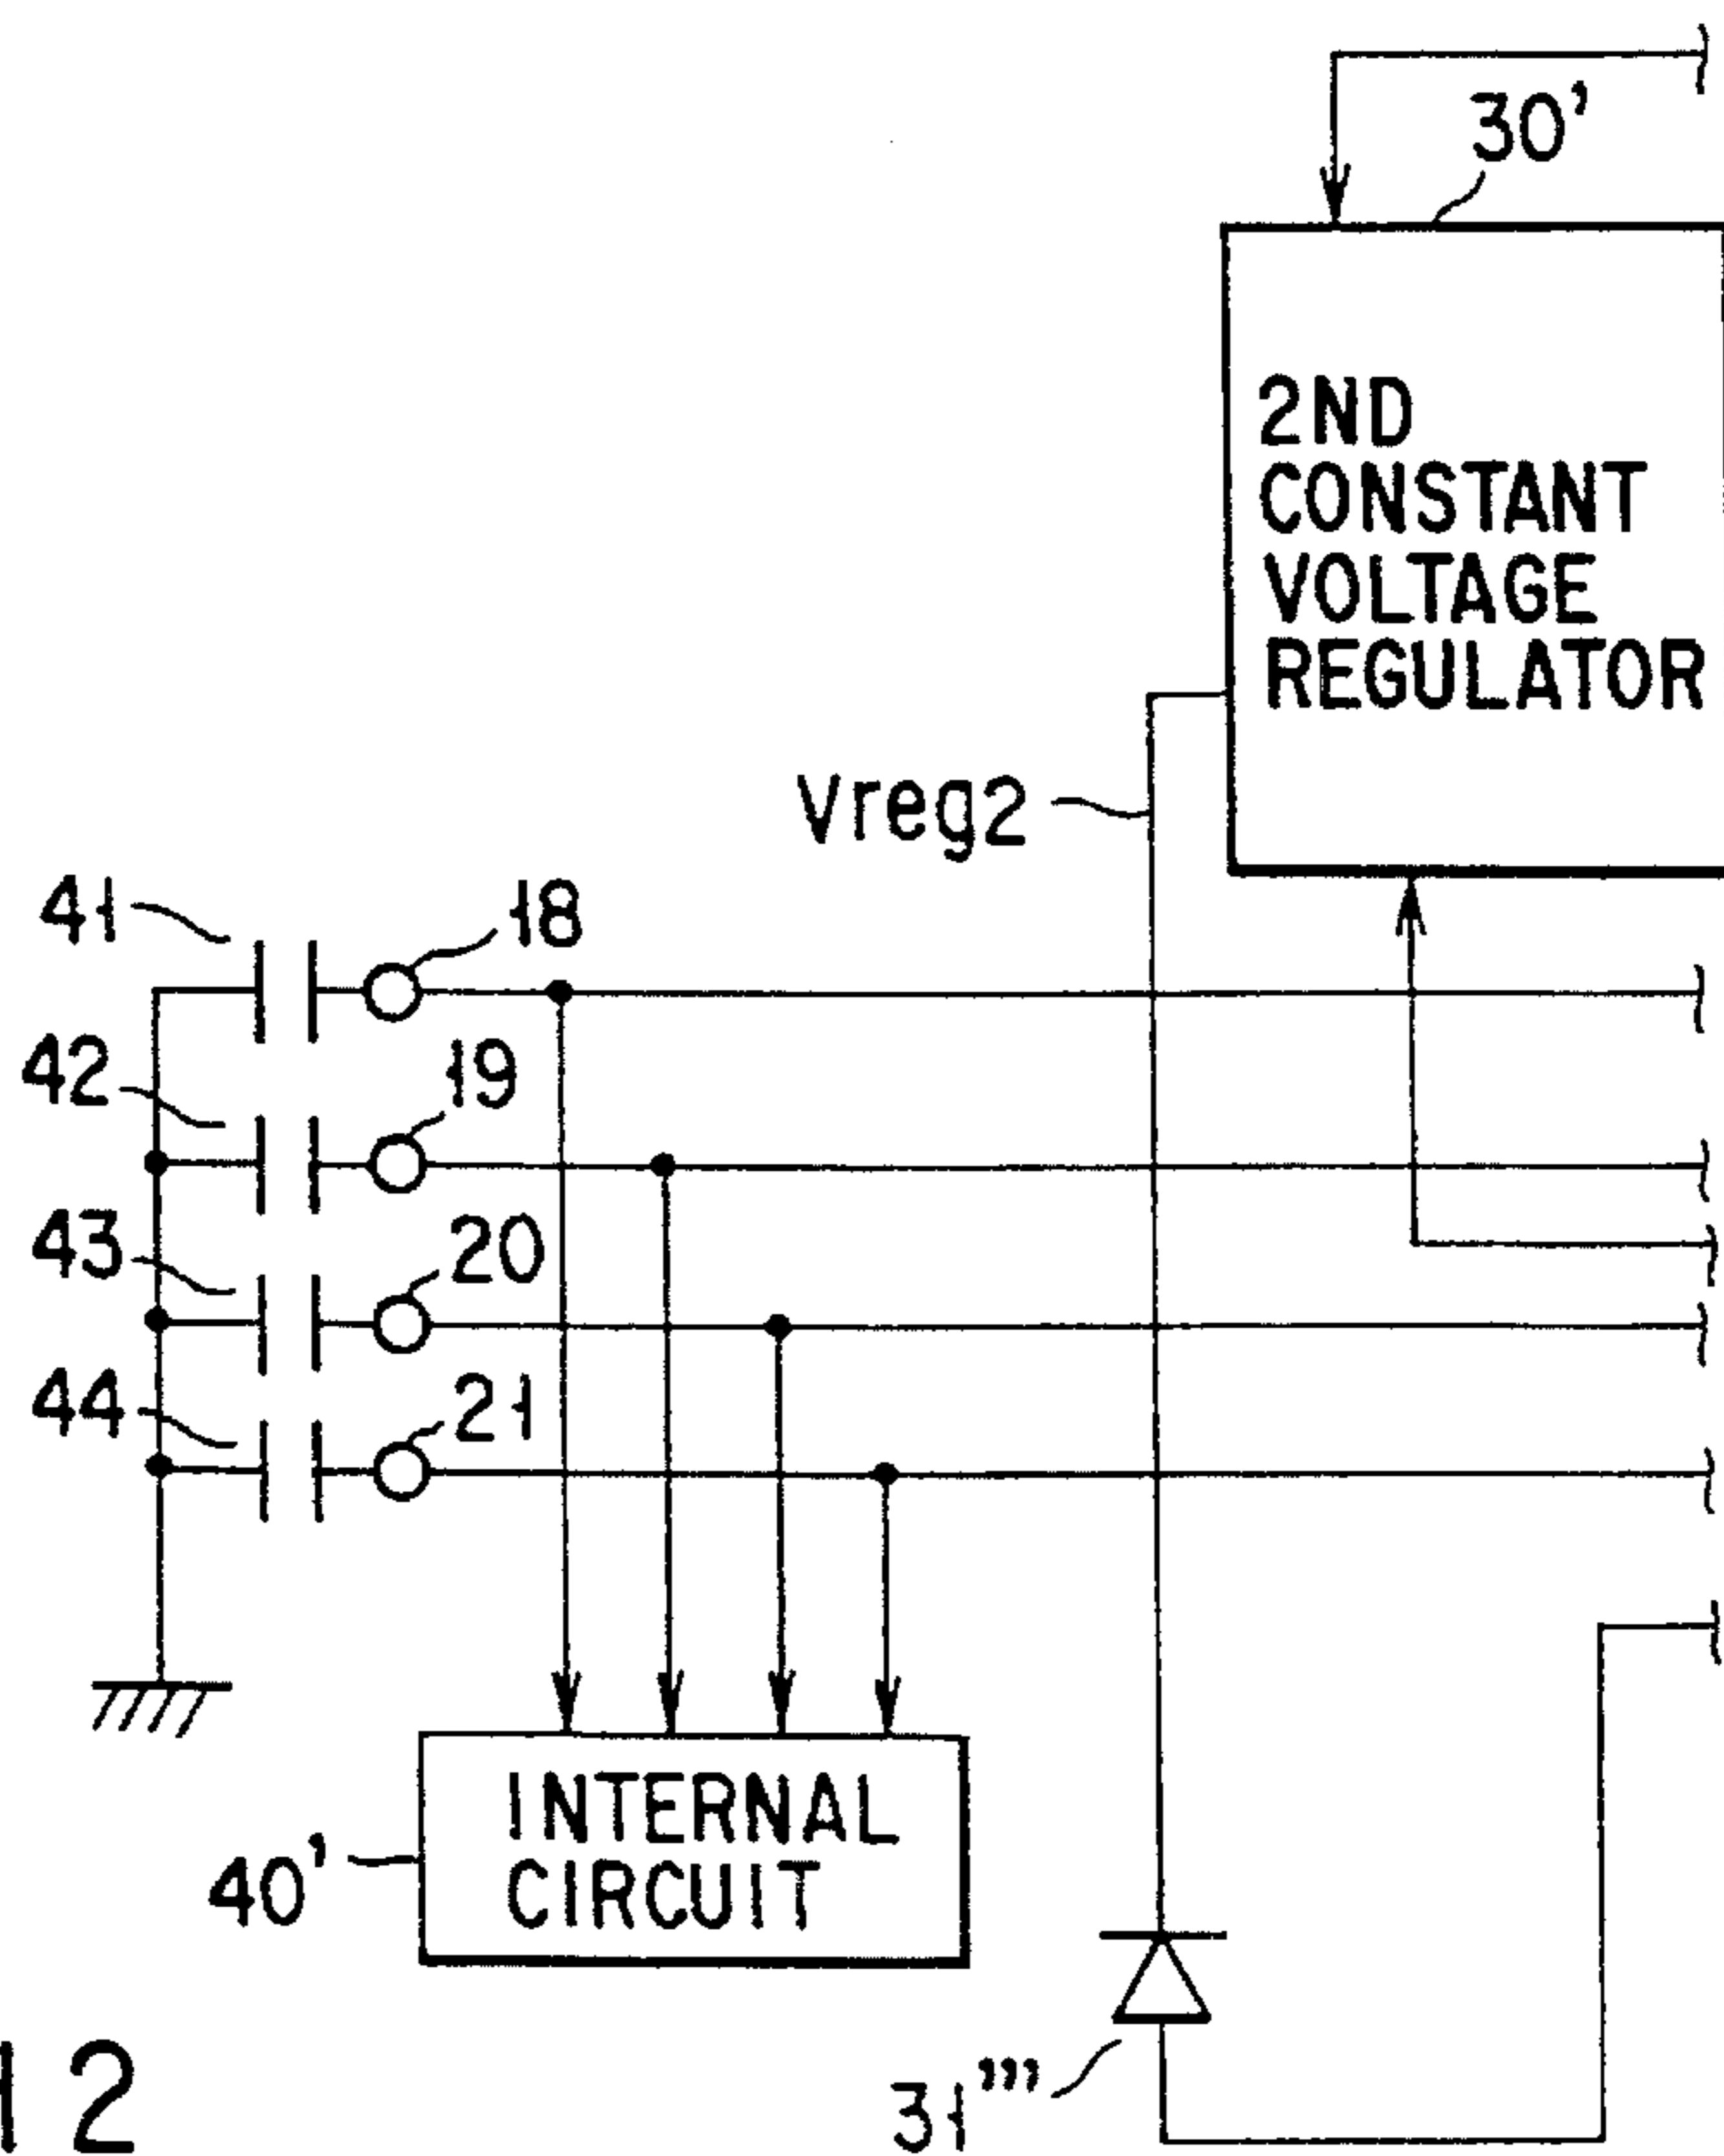 30'
2ND
CONSTANT
VOLTAGE
REGULATOR
Vreg2
41
18
42
19
43
20
44
21
INTERNAL
CIRCUIT
40'
31'''
12